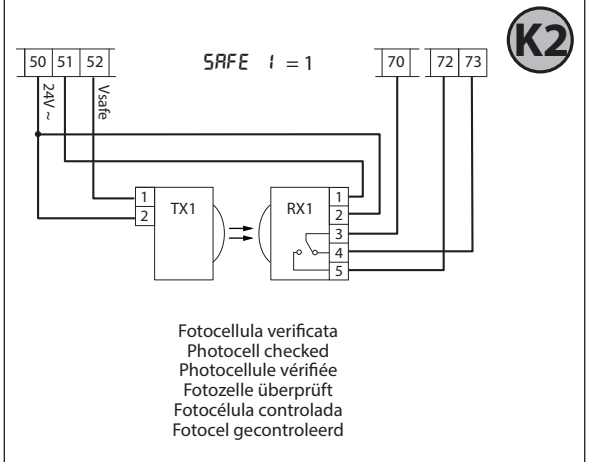 K2
50 51 52
SAFE 1 = 1
70
72 73
24V ~
Vsafe
1
2
TX1
RX1
1
2
3
4
5
Fotocellula verificata
Photocell checked
Photocellule vérifiée
Fotozelle überprüft
Fotocélula controlada
Fotocel gecontroleerd